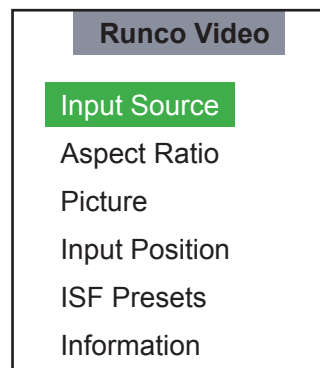 Runco Video
Input Source
Aspect Ratio
Picture
Input Position
ISF Presets
Information